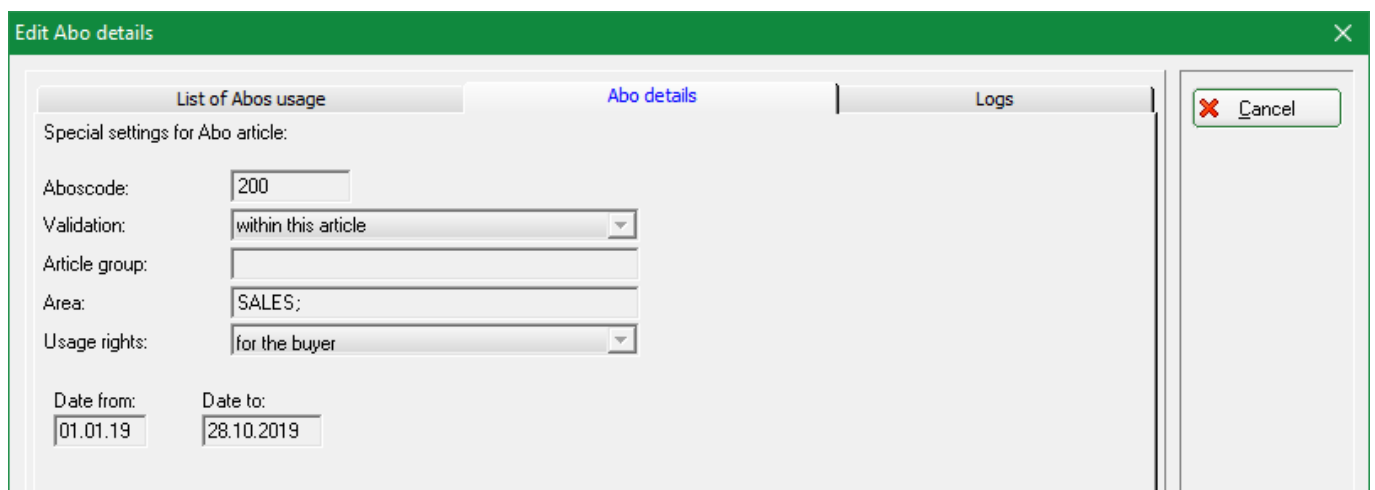 Edit Abo details
List of Abos usage Abo details Logs
Cancel
Special settings for Abo article:
Aboscode: 200
Validation: within this article
Article group:
Area: SALES;
Usage rights: for the buyer
Date from: Date to:
01.01.19 28.10.2019